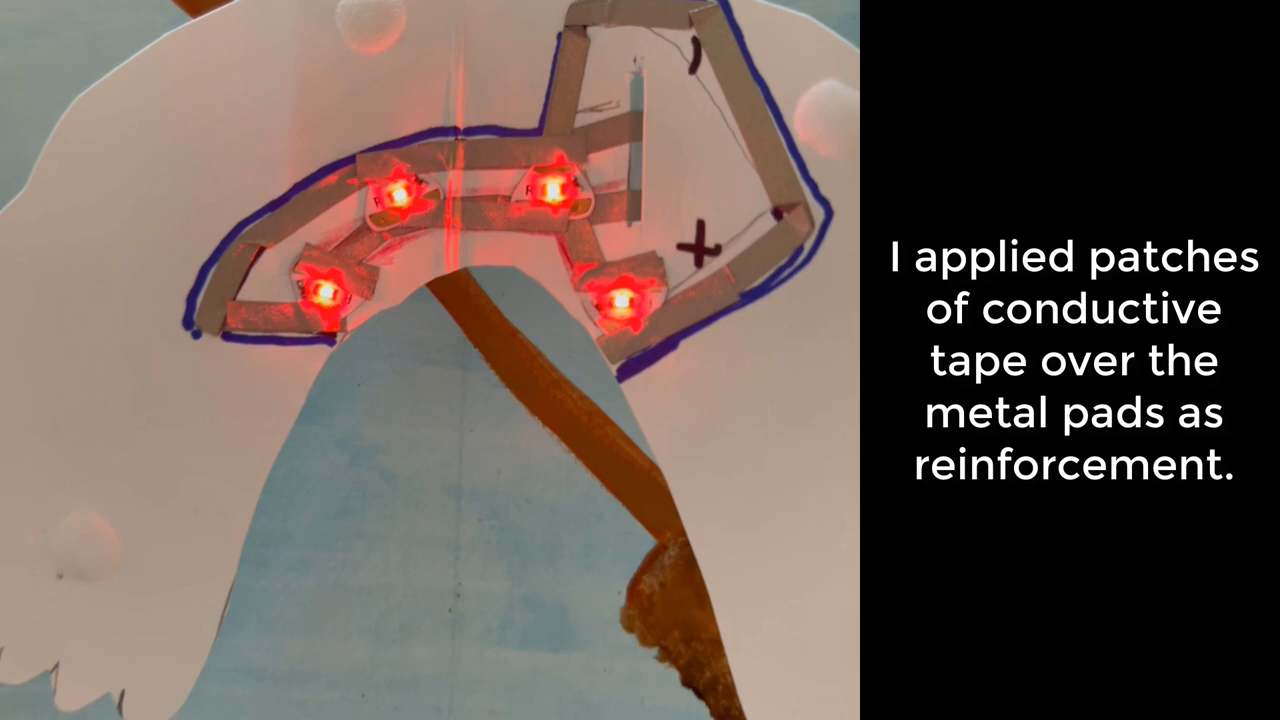 R
R
+
I applied patches
of conductive
tape over the
metal pads as
reinforcement.